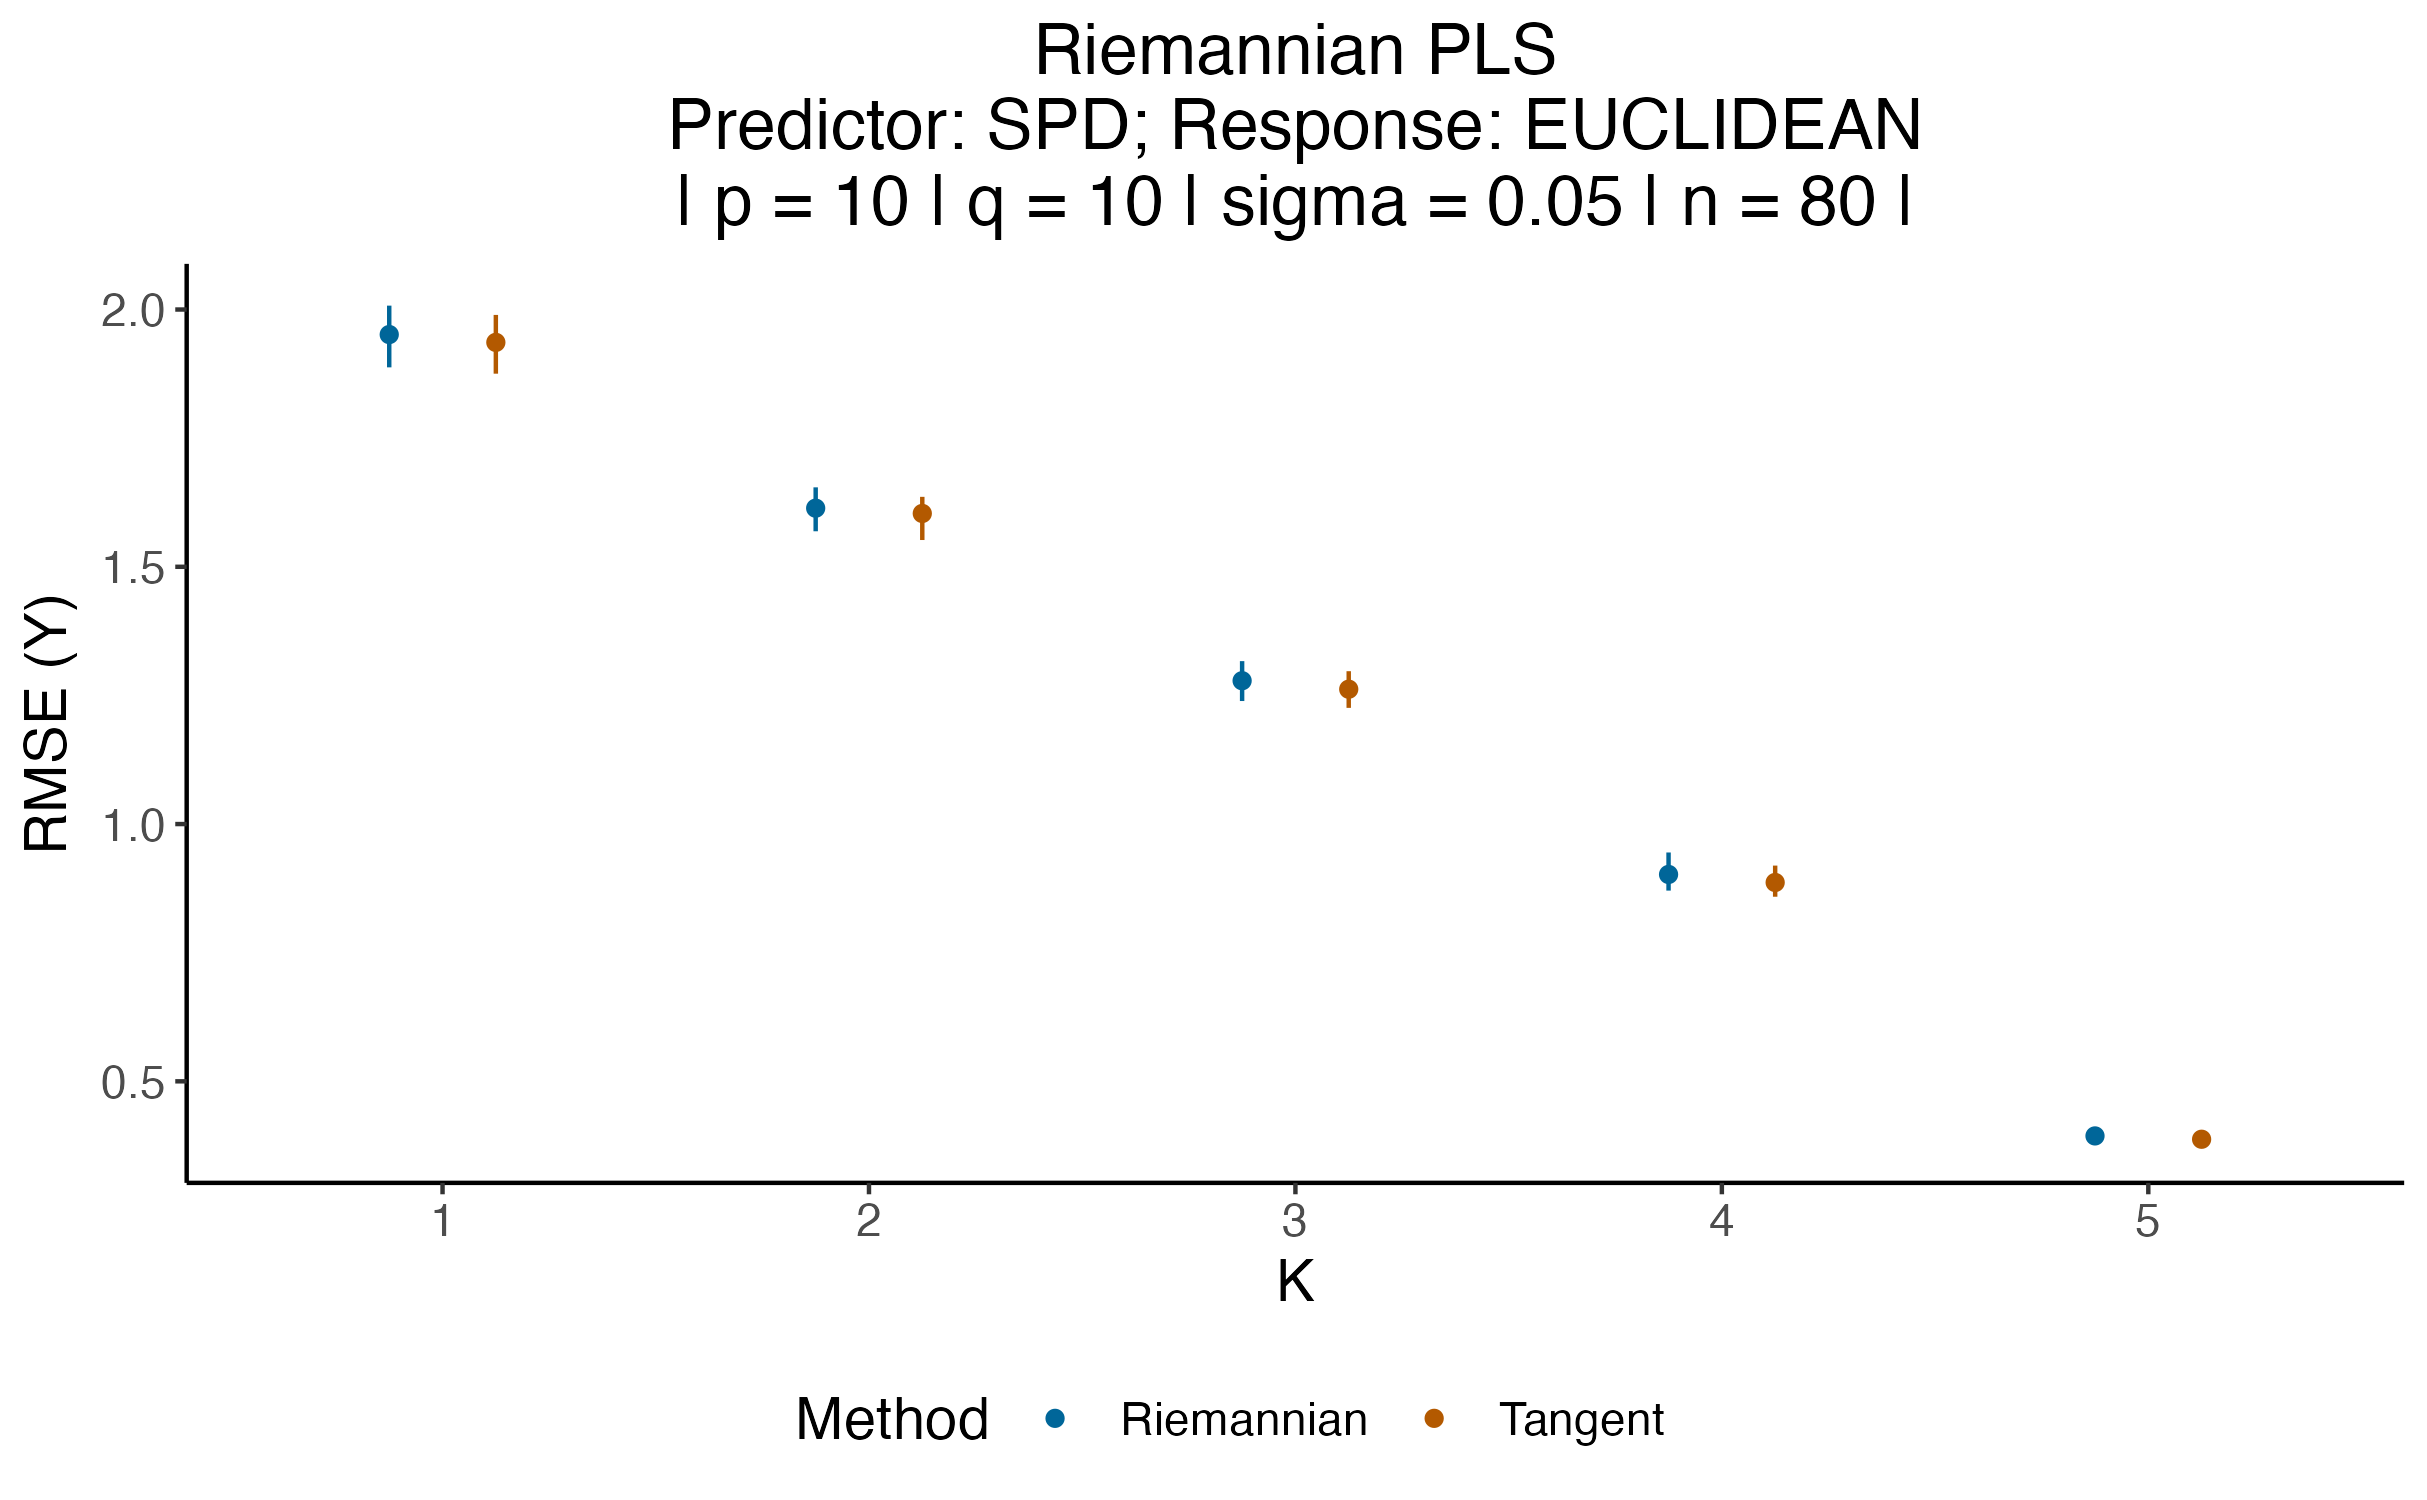 Riemannian PLS
Predictor: SPD; Response: EUCLIDEAN
| p = 10 | q = 10 | sigma = 0.05 | n = 80 |
RMSE (Y)
2.0
1.5
1.0
0.5
1 2 3 4 5
K
Method Riemannian Tangent